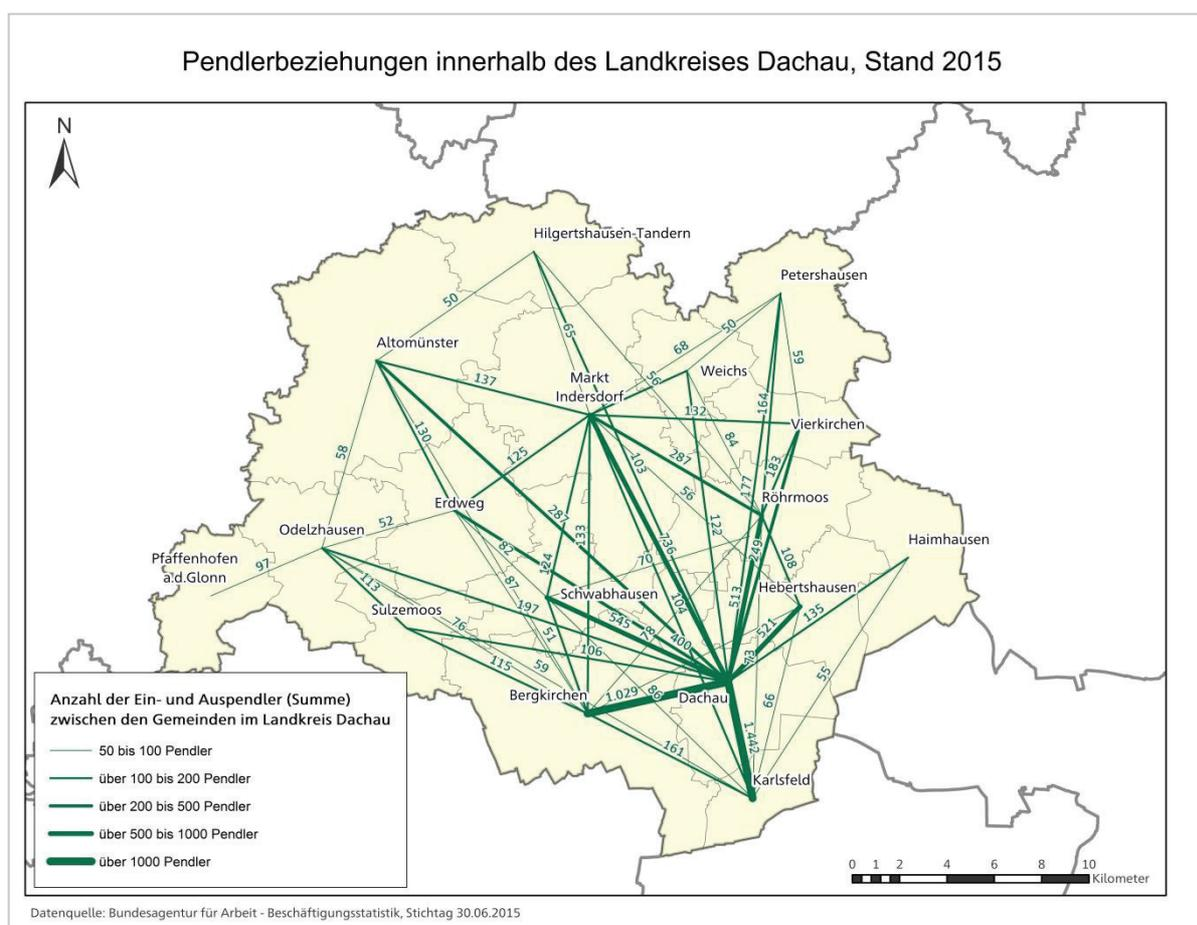 Pendlerbeziehungen innerhalb des Landkreises Dachau, Stand 2015
N
Hilgertshausen-Tandern
Petershausen
50
65
68
50
59
Altomünster
Markt
Indersdorf
Weichs
137
56
132
164
Vierkirchen
58
130
125
103
287
84
183
56
177
Röhrmoos
Erdweg
52
Odelzhausen
287
133
122
Haimhausen
Pfaffenhofen
a.d.Glonn
97
82
124
736
70
249
108
113
87
Schwabhausen
Hebertshausen
Sulzemoos
197
104
513
135
76
51
545
78
400
521
115
59
106
73
55
Bergkirchen
1.029
86
Dachau
66
161
1.442
Karlsfeld
Anzahl der Ein- und Auspendler (Summe)
zwischen den Gemeinden im Landkreis Dachau
50 bis 100 Pendler
über 100 bis 200 Pendler
über 200 bis 500 Pendler
über 500 bis 1000 Pendler
über 1000 Pendler
0 1 2 4 6 8 10
Kilometer
Datenquelle: Bundesagentur für Arbeit - Beschäftigungsstatistik, Stichtag 30.06.2015